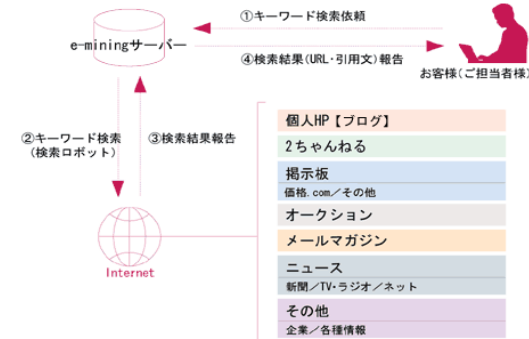 ①キーワード検索依頼
e-miningサーバー
④検索結果(URL・引用文)報告
お客様(ご担当者様)
②キーワード検索
(検索ロボット)
③検索結果報告
Internet
個人HP【ブログ】
2ちゃんねる
掲示板
価格.com／その他
オークション
メールマガジン
ニュース
新聞／TV・ラジオ／ネット
その他
企業／各種情報